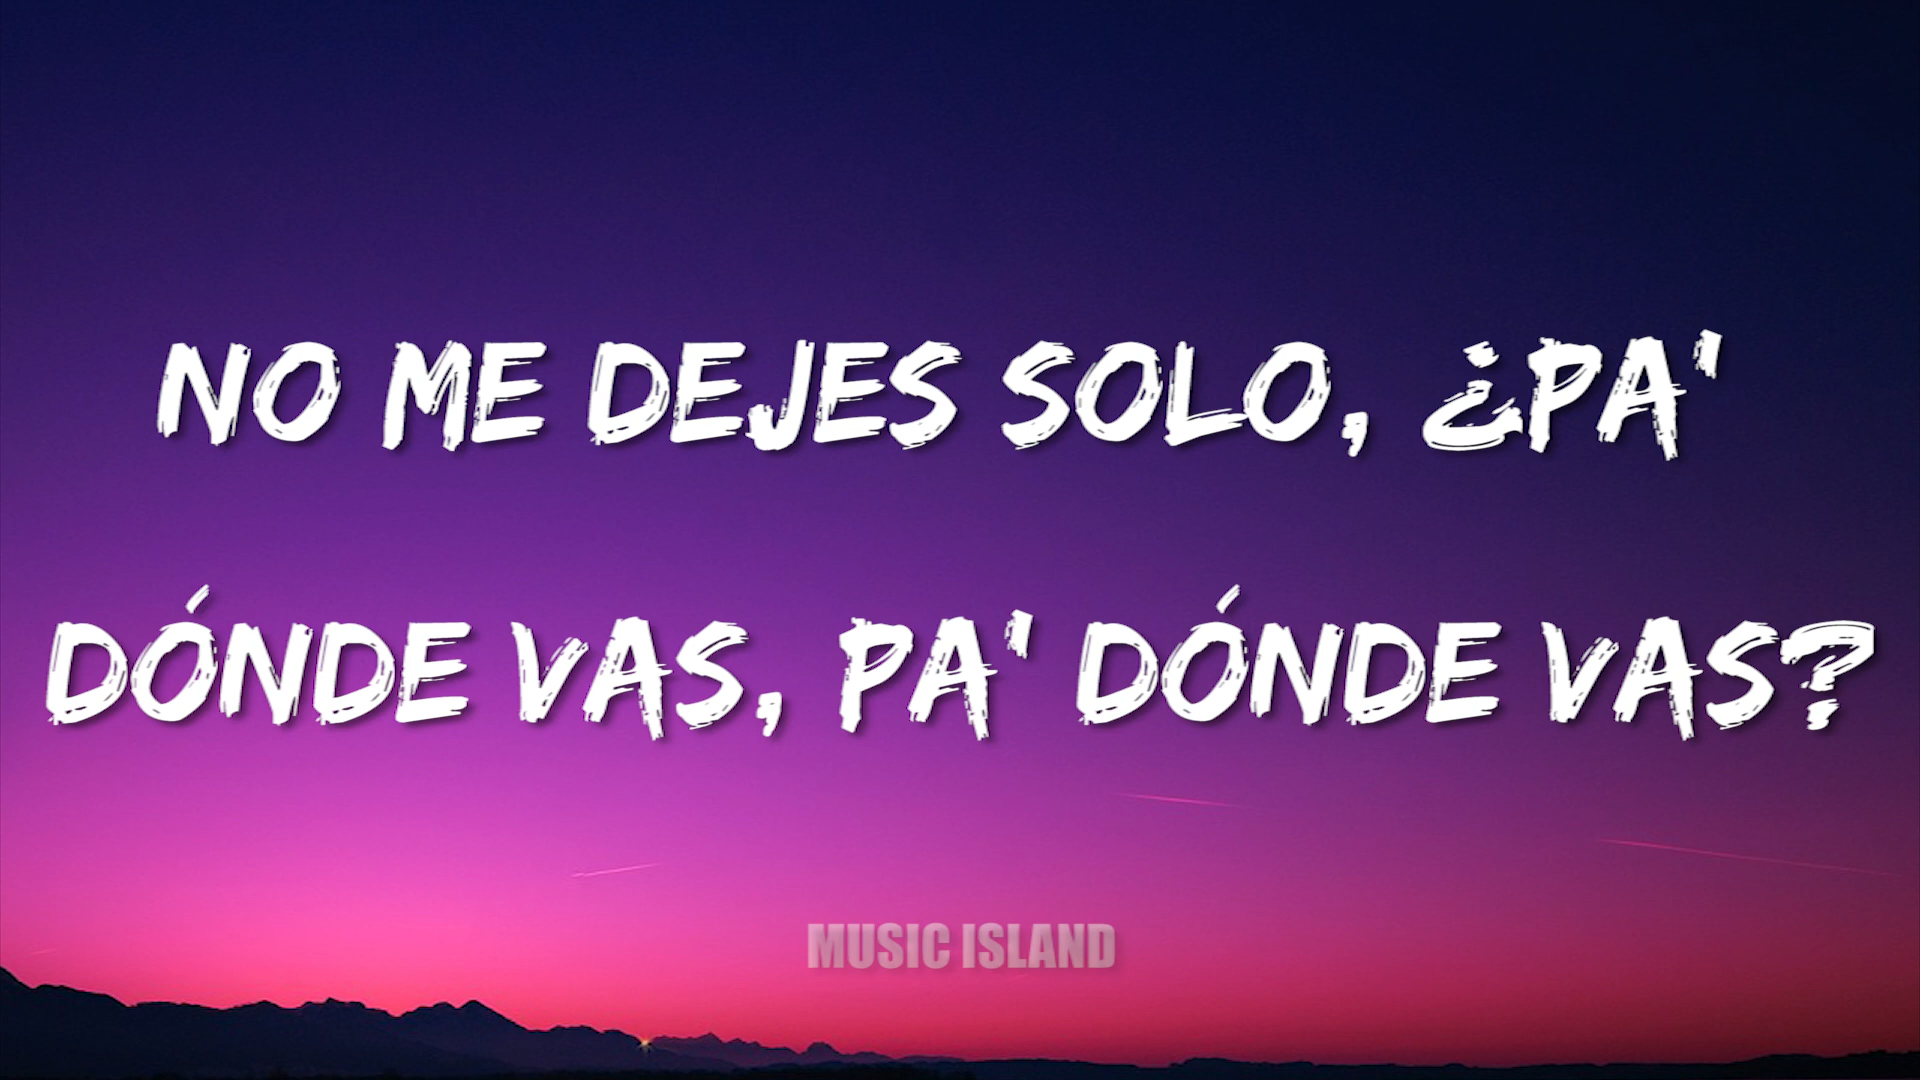 NO ME DEJES SOLO, ¿PA'
DÓNDE VAS, PA' DÓNDE VAS?
MUSIC ISLAND